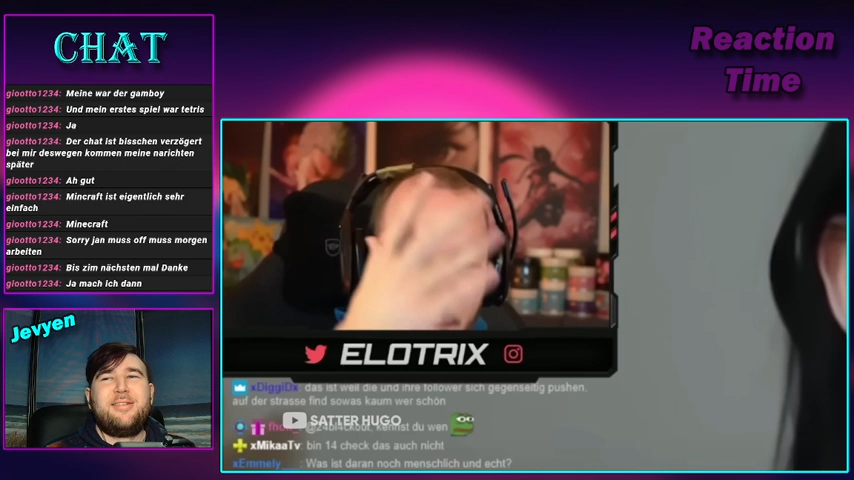 CHAT
Reaction
Time
giootto1234: Meine war der gamboy
giootto1234: Und mein erstes spiel war tetris
giootto1234: Ja
giootto1234: Der chat ist bisschen verzögert
bei mir deswegen kommen meine narichten
später
giootto1234: Ah gut
giootto1234: Mincraft ist eigentlich sehr
einfach
giootto1234: Minecraft
giootto1234: Sorry jan muss off muss morgen
arbeiten
giootto1234: Bis zim nächsten mal Danke
giootto1234: Ja mach ich dann
Jevyen
ELOTRIX
xDiggiDx: das ist weil die und ihre follower sich gegenseitig pushen.
auf der strasse find sowas kaum wer schön
SATTER HUGO
kennst du wen
xMikaaTv: bin 14 check das auch nicht
xEmmely__: Was ist daran noch menschlich und echt?